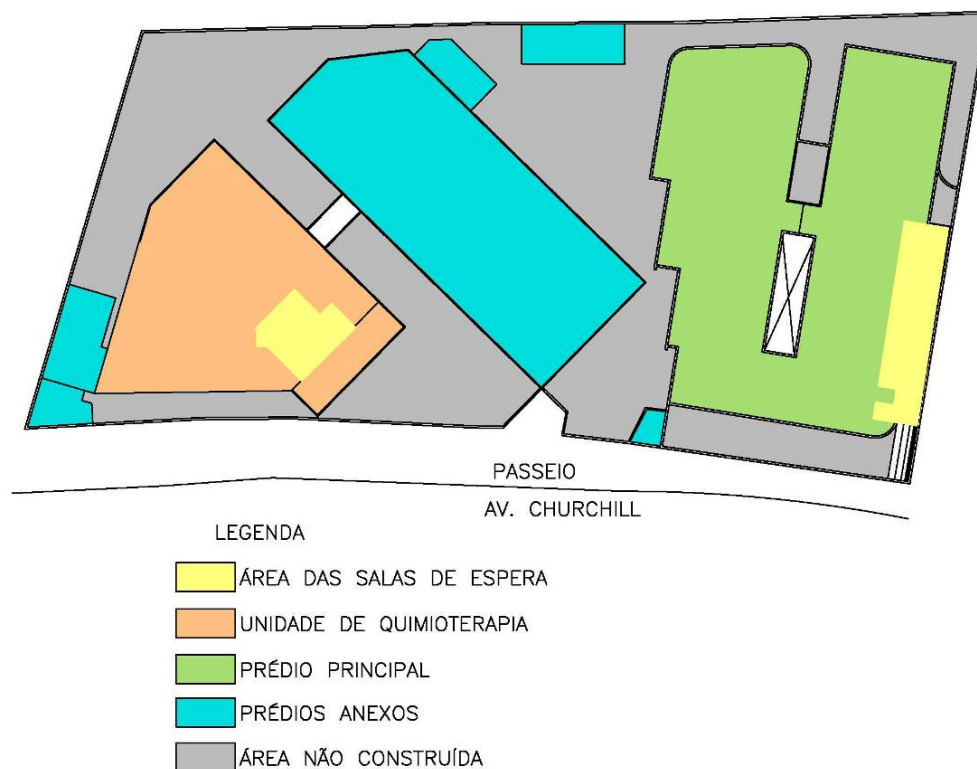 PASSEIO
AV. CHURCHILL
LEGENDA
ÁREA DAS SALAS DE ESPERA
UNIDADE DE QUIMIOTERAPIA
PRÉDIO PRINCIPAL
PRÉDIOS ANEXOS
ÁREA NÃO CONSTRUÍDA